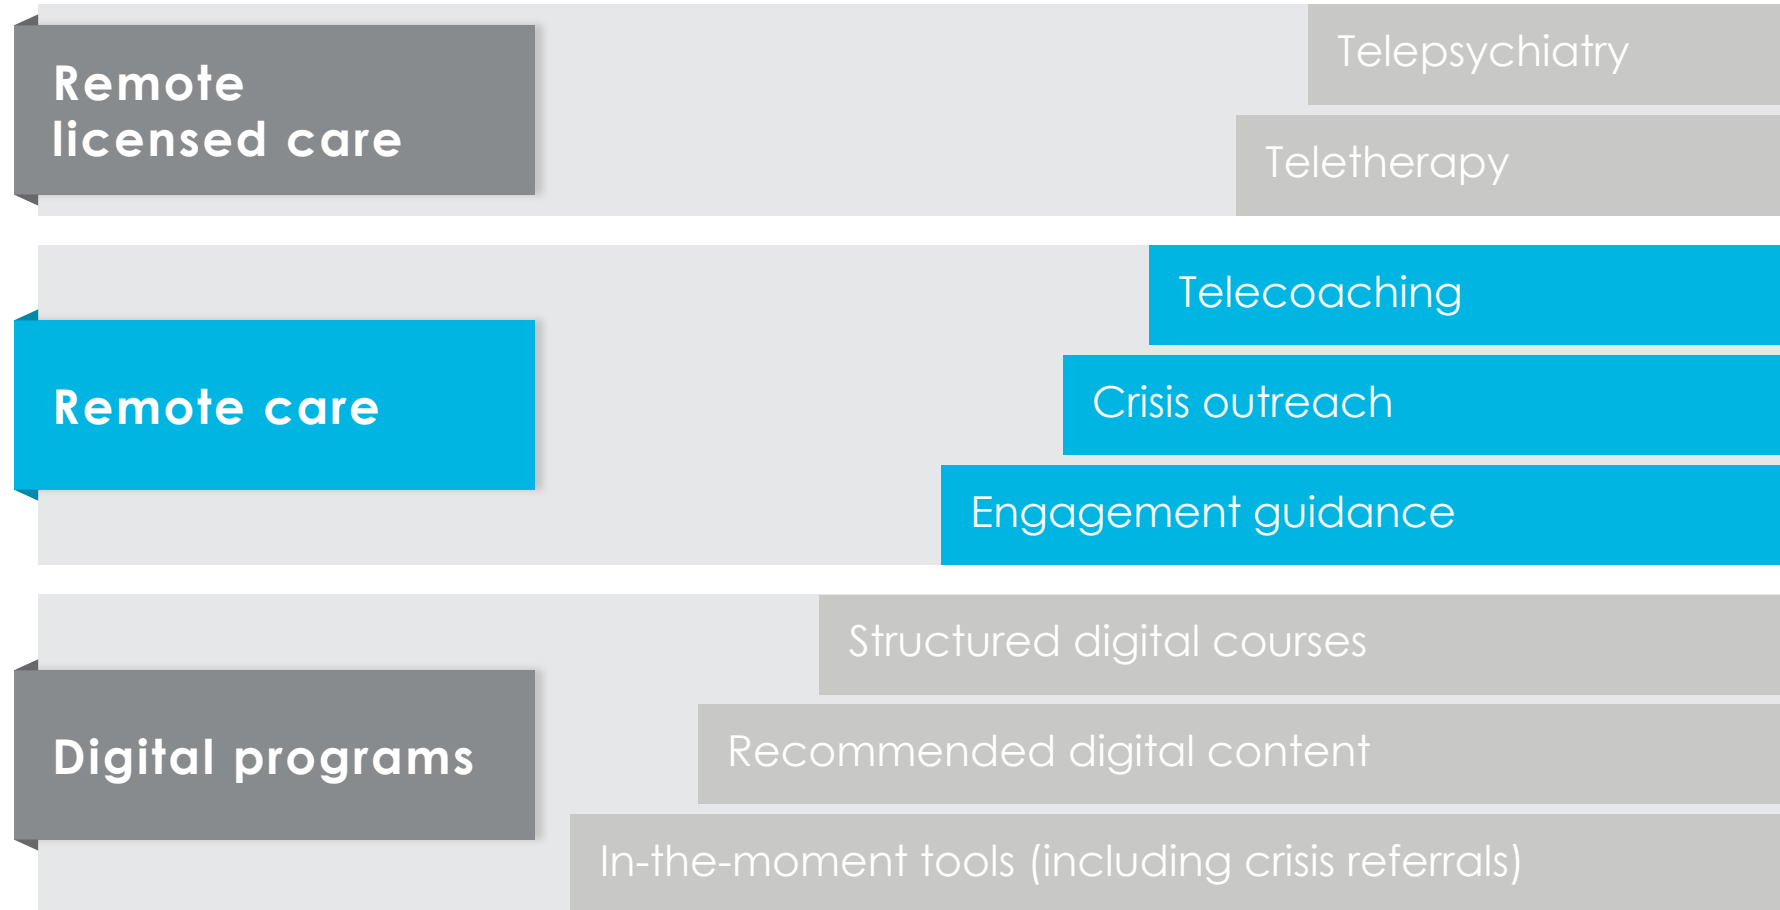 Remote
licensed care
Telepsychiatry
Teletherapy
Remote care
Telecoaching
Crisis outreach
Engagement guidance
Digital programs
Structured digital courses
Recommended digital content
In-the-moment tools (including crisis referrals)